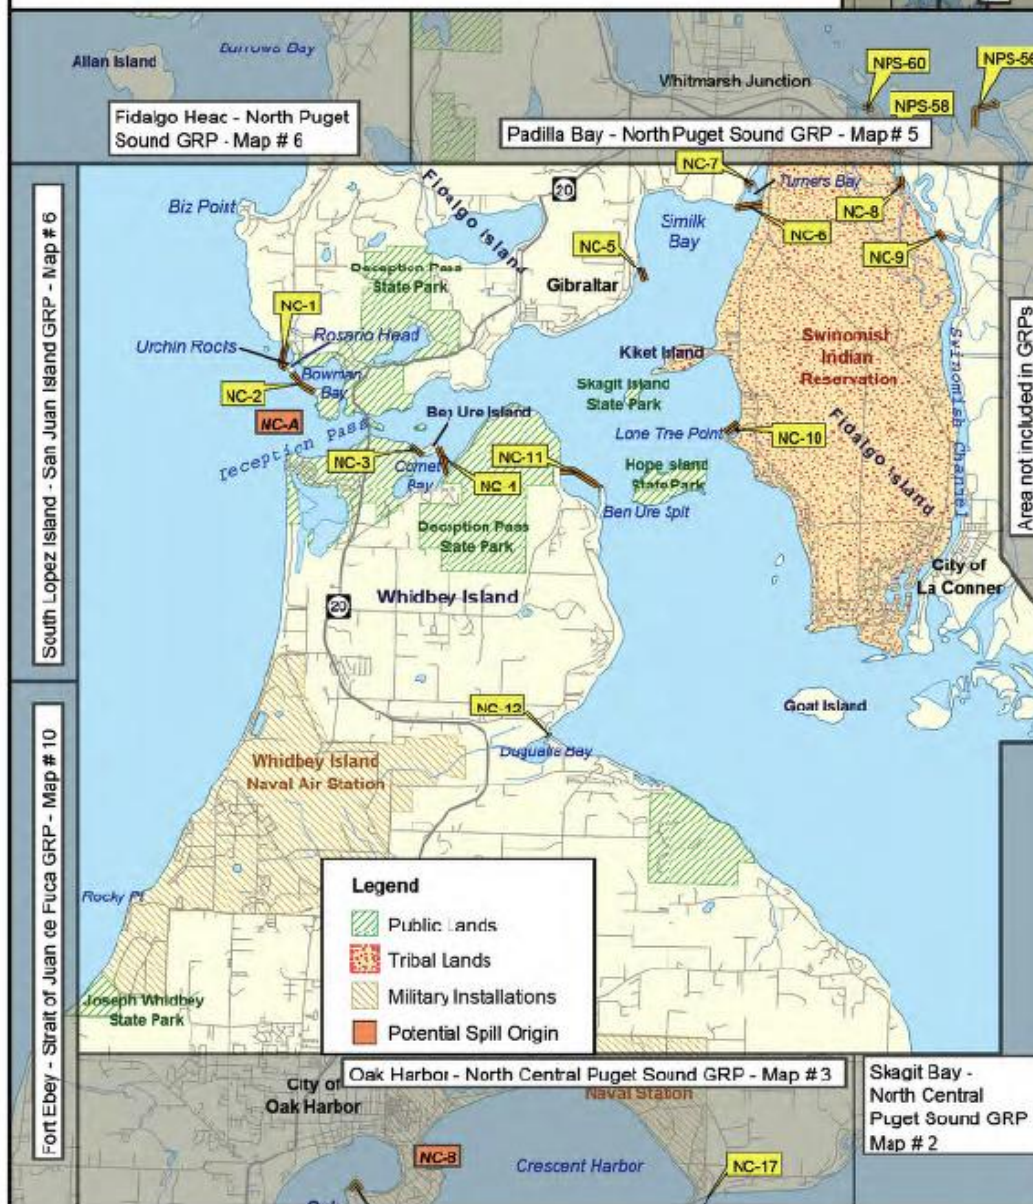 Allan Island
Burrows Bay
Whitmarsh Junction
NPS-60
NPS-56
NPS-58
Fidalgo Heac - North Puget
Sound GRP - Map # 6
Padilla Bay - North Puget Sound GRP - Map # 5
NC-7
Turners Bay
Fidalgo Island
20
Biz Point
Similk
Bay
NC-8
NC-6
NC-5
NC-9
Deception Pass
State Park
Gibraltar
NC-1
Rosario Head
Urchin Rocks
Bowman
Bay
NC-2
NC-A
Kiket Island
Swinomish
Indian
Reservation
Skagit Island
State Park
Ben Ure Island
Deception Pass
Lone Tree Point
NC-10
NC-3
NC-11
Cornet
Bay
NC-4
Hope Island
State Park
Fidalgo Island
Swinomish Channel
Ben Ure Spit
Deception Pass
State Park
City of
La Conner
Whidbey Island
20
Goat Island
NC-12
Dugualla Bay
Whidbey Island
Naval Air Station
Rocky Pt
Joseph Whidbey
State Park
Legend
Public Lands
Tribal Lands
Military Installations
Potential Spill Origin
South Lopez Island - San Juan Island GRP - Map # 6
Fort Ebey - Strait of Juan de Fuca GRP - Map # 10
Area not included in GRPs
Oak Harbor - North Central Puget Sound GRP - Map # 3
Skagit Bay -
North Central
Puget Sound GRP
Map # 2
City of
Oak Harbor
Naval Station
NC-B
Crescent Harbor
NC-17